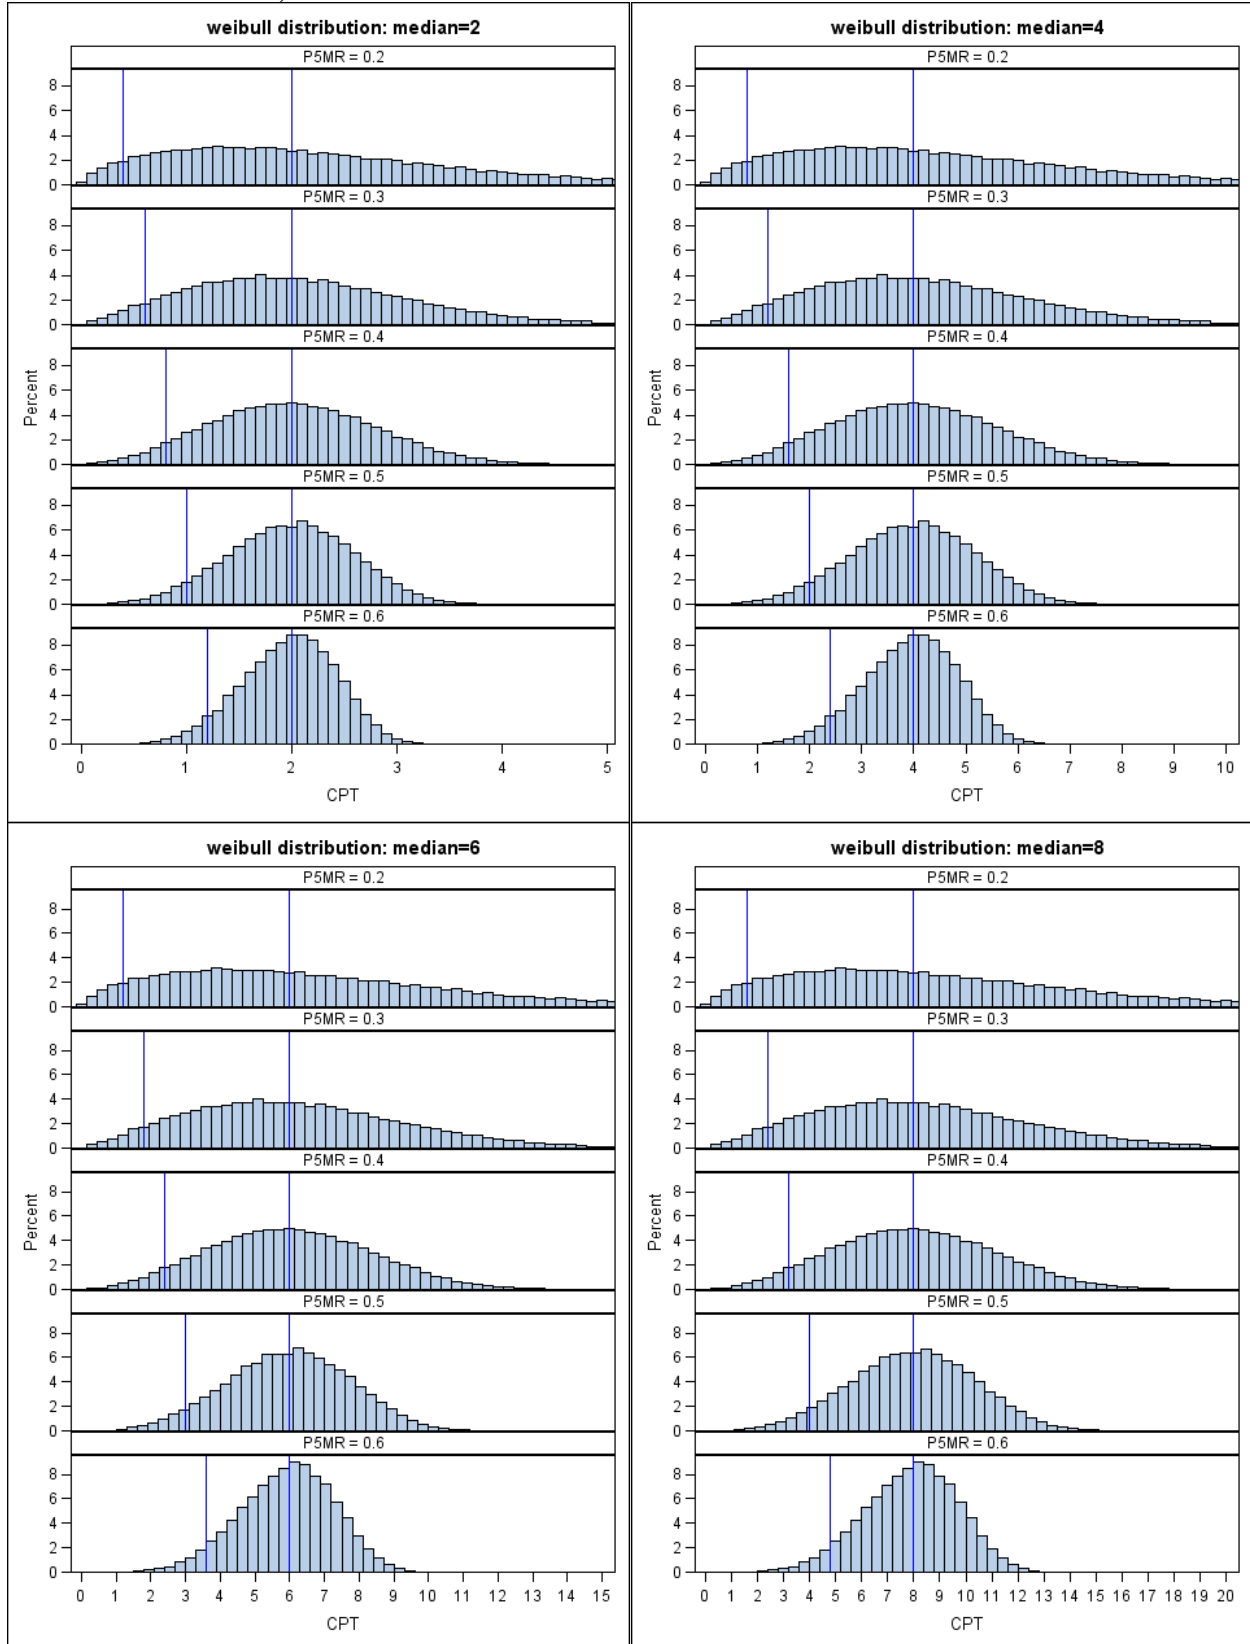 weibull distribution: median=2
P5MR = 0.2
8
6
4
2
0
P5MR = 0.3
8
6
4
2
0
P5MR = 0.4
8
6
4
2
0
P5MR = 0.5
8
6
4
2
0
P5MR = 0.6
8
6
4
2
0
Percent
0 1 2 3 4 5
CPT
weibull distribution: median=4
P5MR = 0.2
8
6
4
2
0
P5MR = 0.3
8
6
4
2
0
P5MR = 0.4
8
6
4
2
0
P5MR = 0.5
8
6
4
2
0
P5MR = 0.6
8
6
4
2
0
Percent
0 1 2 3 4 5 6 7 8 9 10
CPT
weibull distribution: median=6
P5MR = 0.2
8
6
4
2
0
P5MR = 0.3
8
6
4
2
0
P5MR = 0.4
8
6
4
2
0
P5MR = 0.5
8
6
4
2
0
P5MR = 0.6
8
6
4
2
0
Percent
0 1 2 3 4 5 6 7 8 9 10 11 12 13 14 15
CPT
weibull distribution: median=8
P5MR = 0.2
8
6
4
2
0
P5MR = 0.3
8
6
4
2
0
P5MR = 0.4
8
6
4
2
0
P5MR = 0.5
8
6
4
2
0
P5MR = 0.6
8
6
4
2
0
Percent
0 1 2 3 4 5 6 7 8 9 10 11 12 13 14 15 16 17 18 19 20
CPT